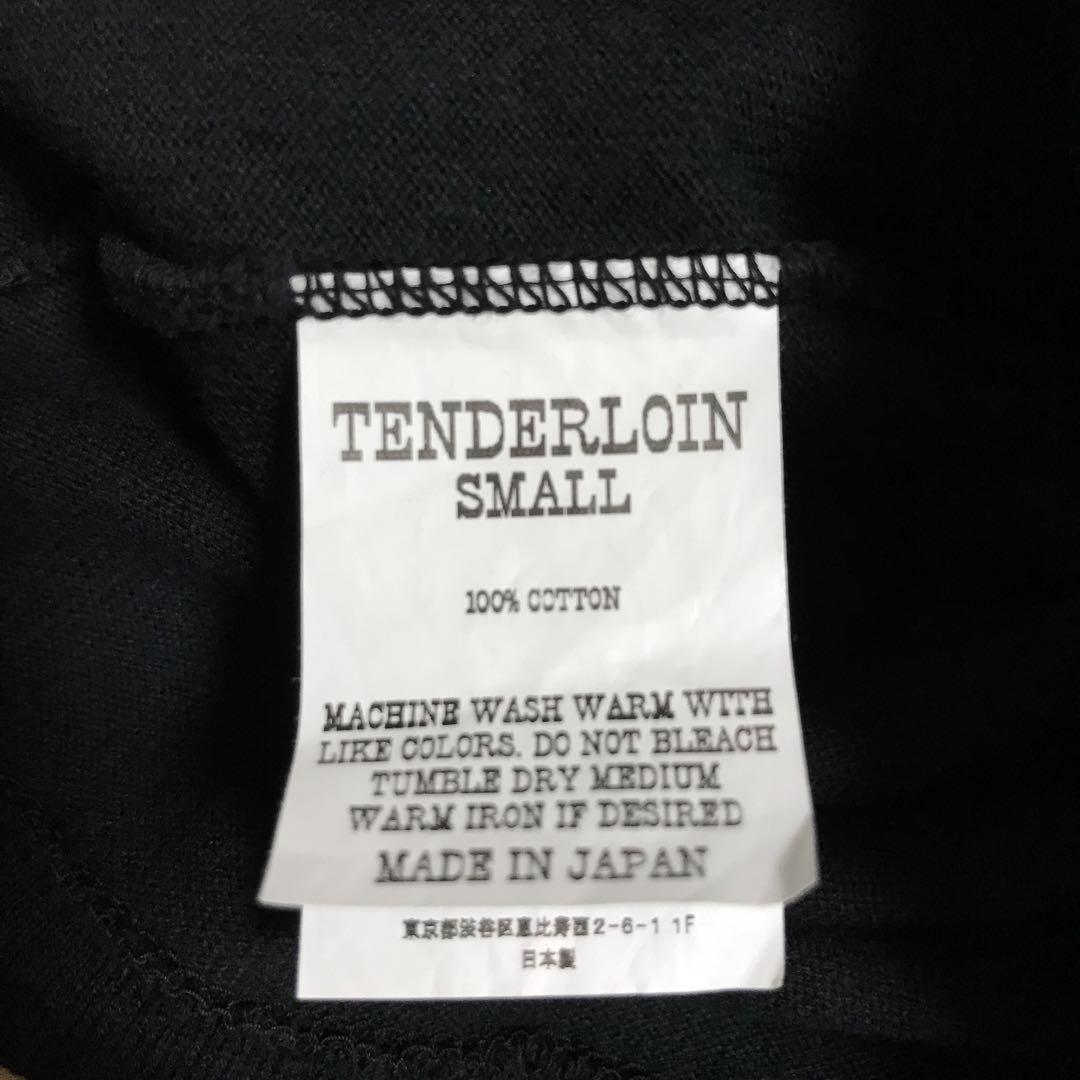 TENDERLOIN
SMALL
100% COTTON
MACHINE WASH WARM WITH
LIKE COLORS. DO NOT BLEACH
TUMBLE DRY MEDIUM
WARM IRON IF DESIRED
MADE IN JAPAN
東京都渋谷区恵比寿西2-6-1 1F
日本製